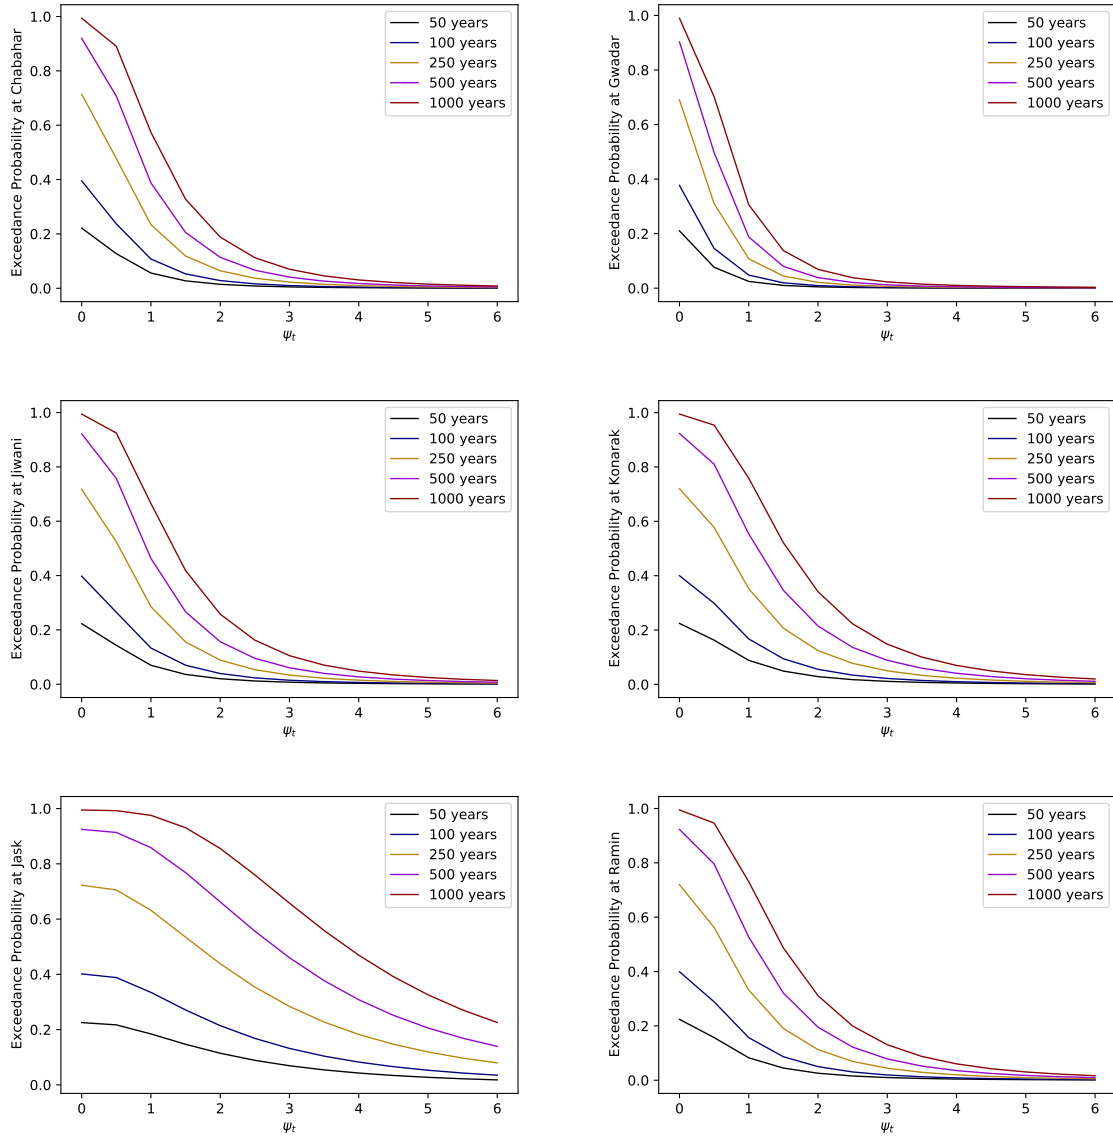 Exceedance Probability at Chabahar
1.0
0.8
0.6
0.4
0.2
0.0
0 1 2 3 4 5 6
ψt
50 years
100 years
250 years
500 years
1000 years
Exceedance Probability at Gwadar
1.0
0.8
0.6
0.4
0.2
0.0
0 1 2 3 4 5 6
ψt
50 years
100 years
250 years
500 years
1000 years
Exceedance Probability at Jiwani
1.0
0.8
0.6
0.4
0.2
0.0
0 1 2 3 4 5 6
ψt
50 years
100 years
250 years
500 years
1000 years
Exceedance Probability at Konarak
1.0
0.8
0.6
0.4
0.2
0.0
0 1 2 3 4 5 6
ψt
50 years
100 years
250 years
500 years
1000 years
Exceedance Probability at Jask
1.0
0.8
0.6
0.4
0.2
0.0
0 1 2 3 4 5 6
ψt
50 years
100 years
250 years
500 years
1000 years
Exceedance Probability at Ramin
1.0
0.8
0.6
0.4
0.2
0.0
0 1 2 3 4 5 6
ψt
50 years
100 years
250 years
500 years
1000 years